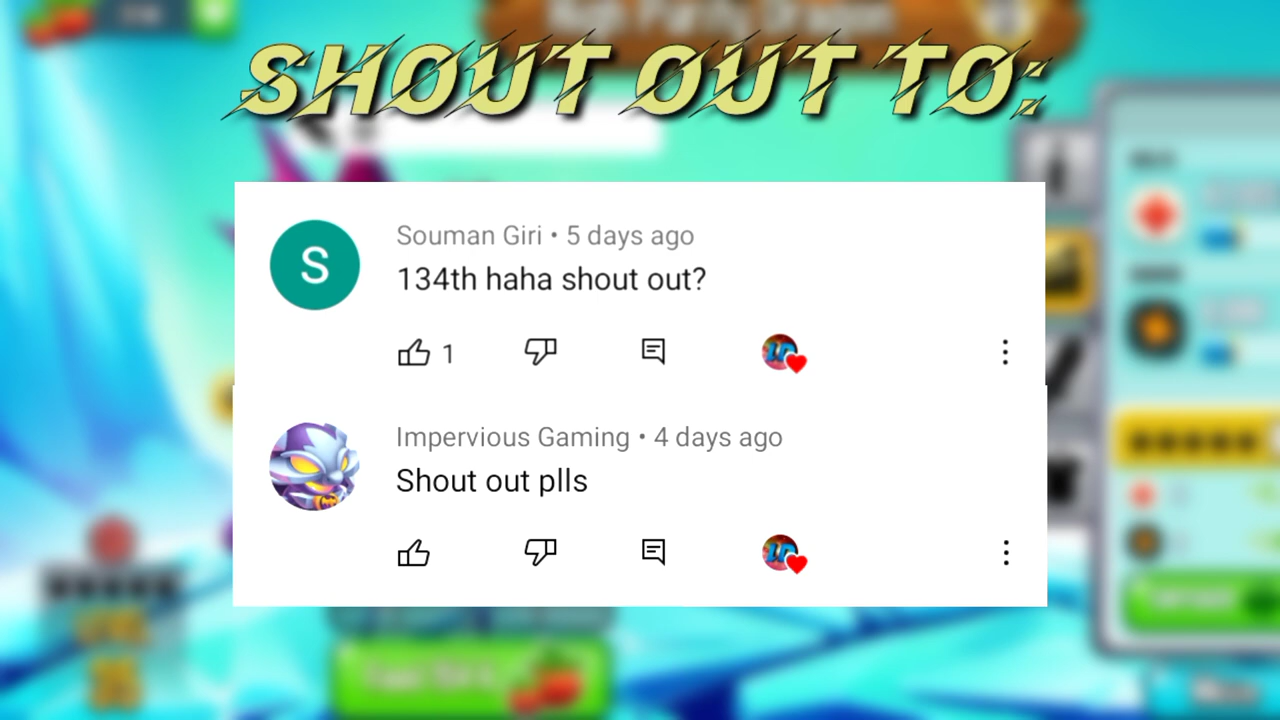 SHOUT OUT TO:
S
Souman Giri • 5 days ago
134th haha shout out?
1
Impervious Gaming • 4 days ago
Shout out plls